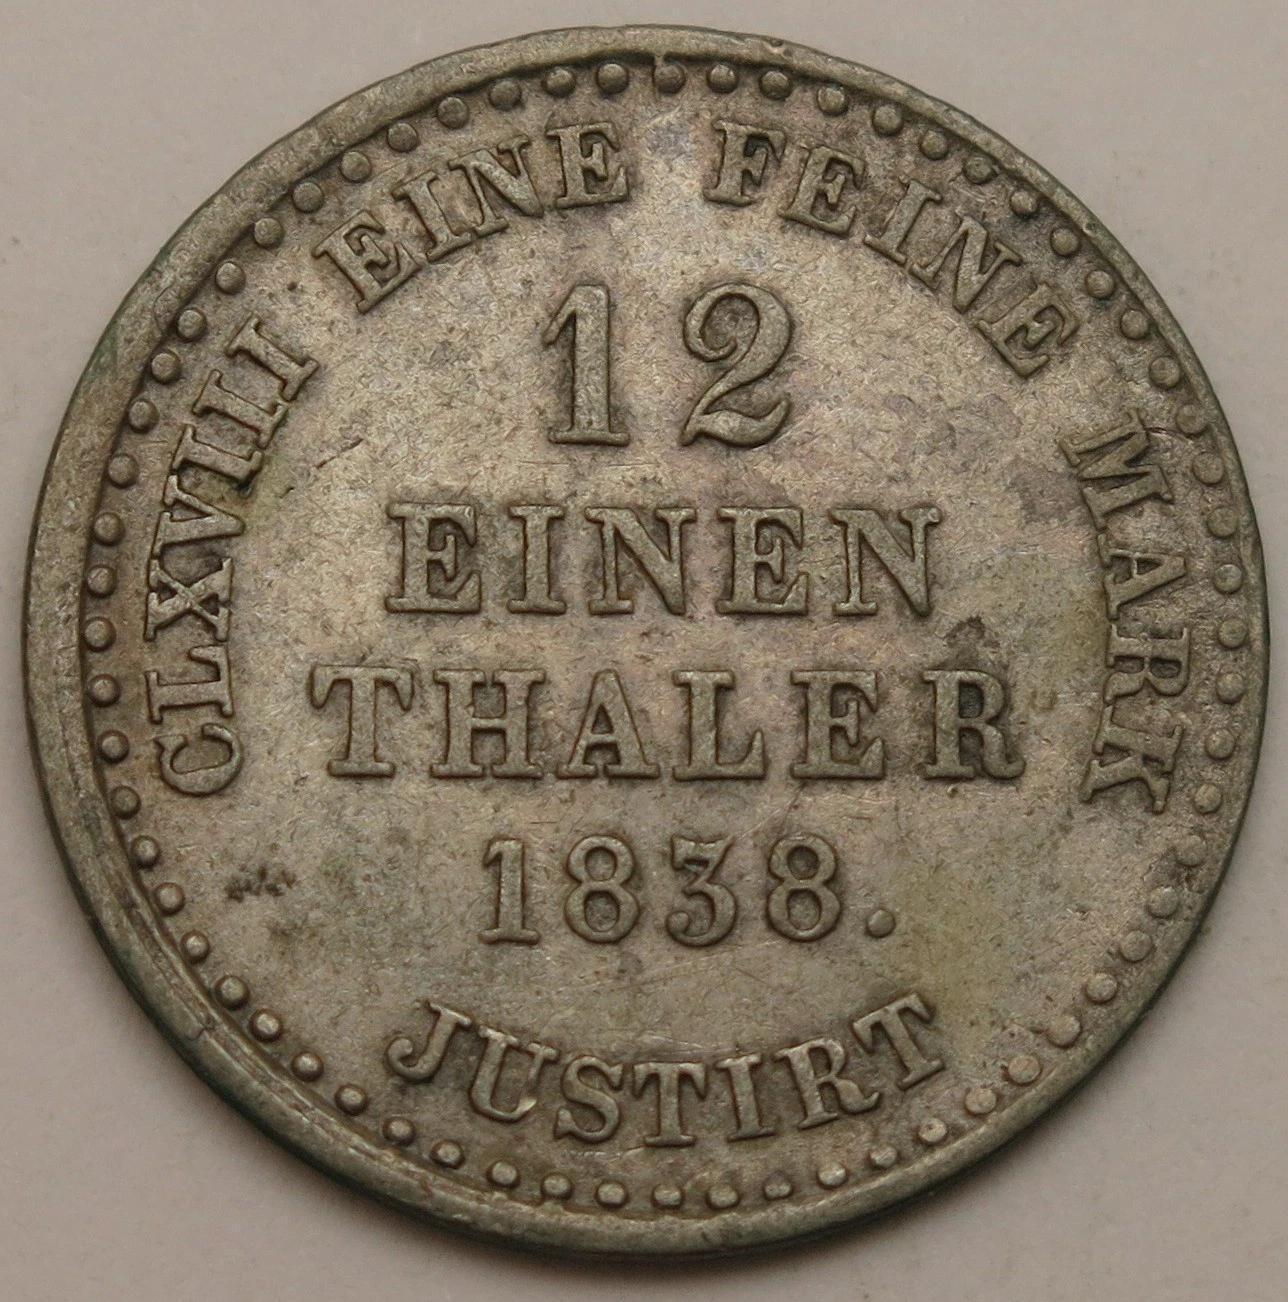 CLXVIII EINE FEINE MARK
12
EINEN
THALER
1838.
JUSTIRT